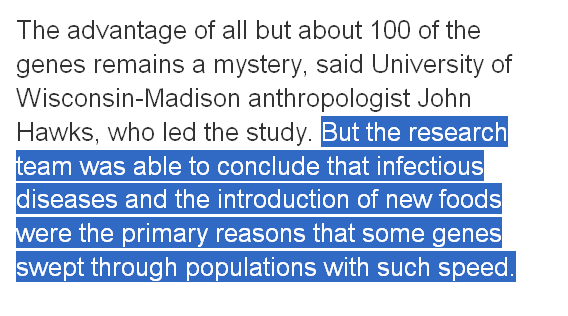 The advantage of all but about 100 of the
genes remains a mystery, said University of
Wisconsin-Madison anthropologist John
Hawks, who led the study. But the research
team was able to conclude that infectious
diseases and the introduction of new foods
were the primary reasons that some genes
swept through populations with such speed.